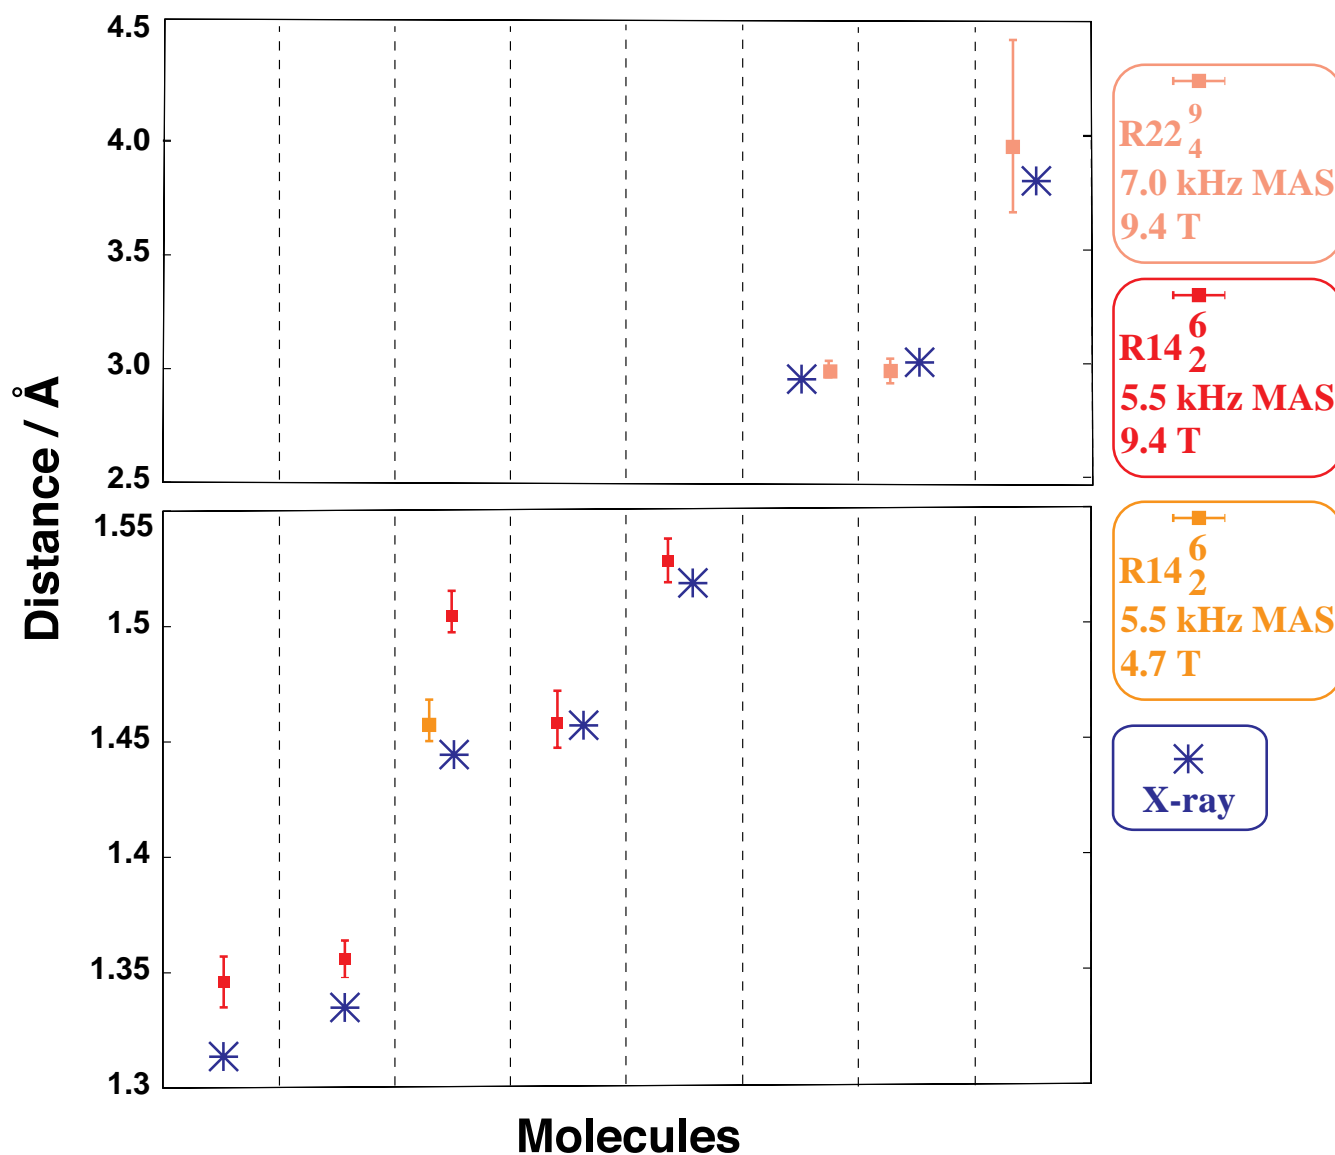 4.5
4.0
3.5
3.0
2.5
1.55
1.5
1.45
1.4
1.35
1.3
Distance / Å
Molecules
R22 9 4
7.0 kHz MAS
9.4 T
R14 6 2
5.5 kHz MAS
9.4 T
R14 6 2
5.5 kHz MAS
4.7 T
X-ray